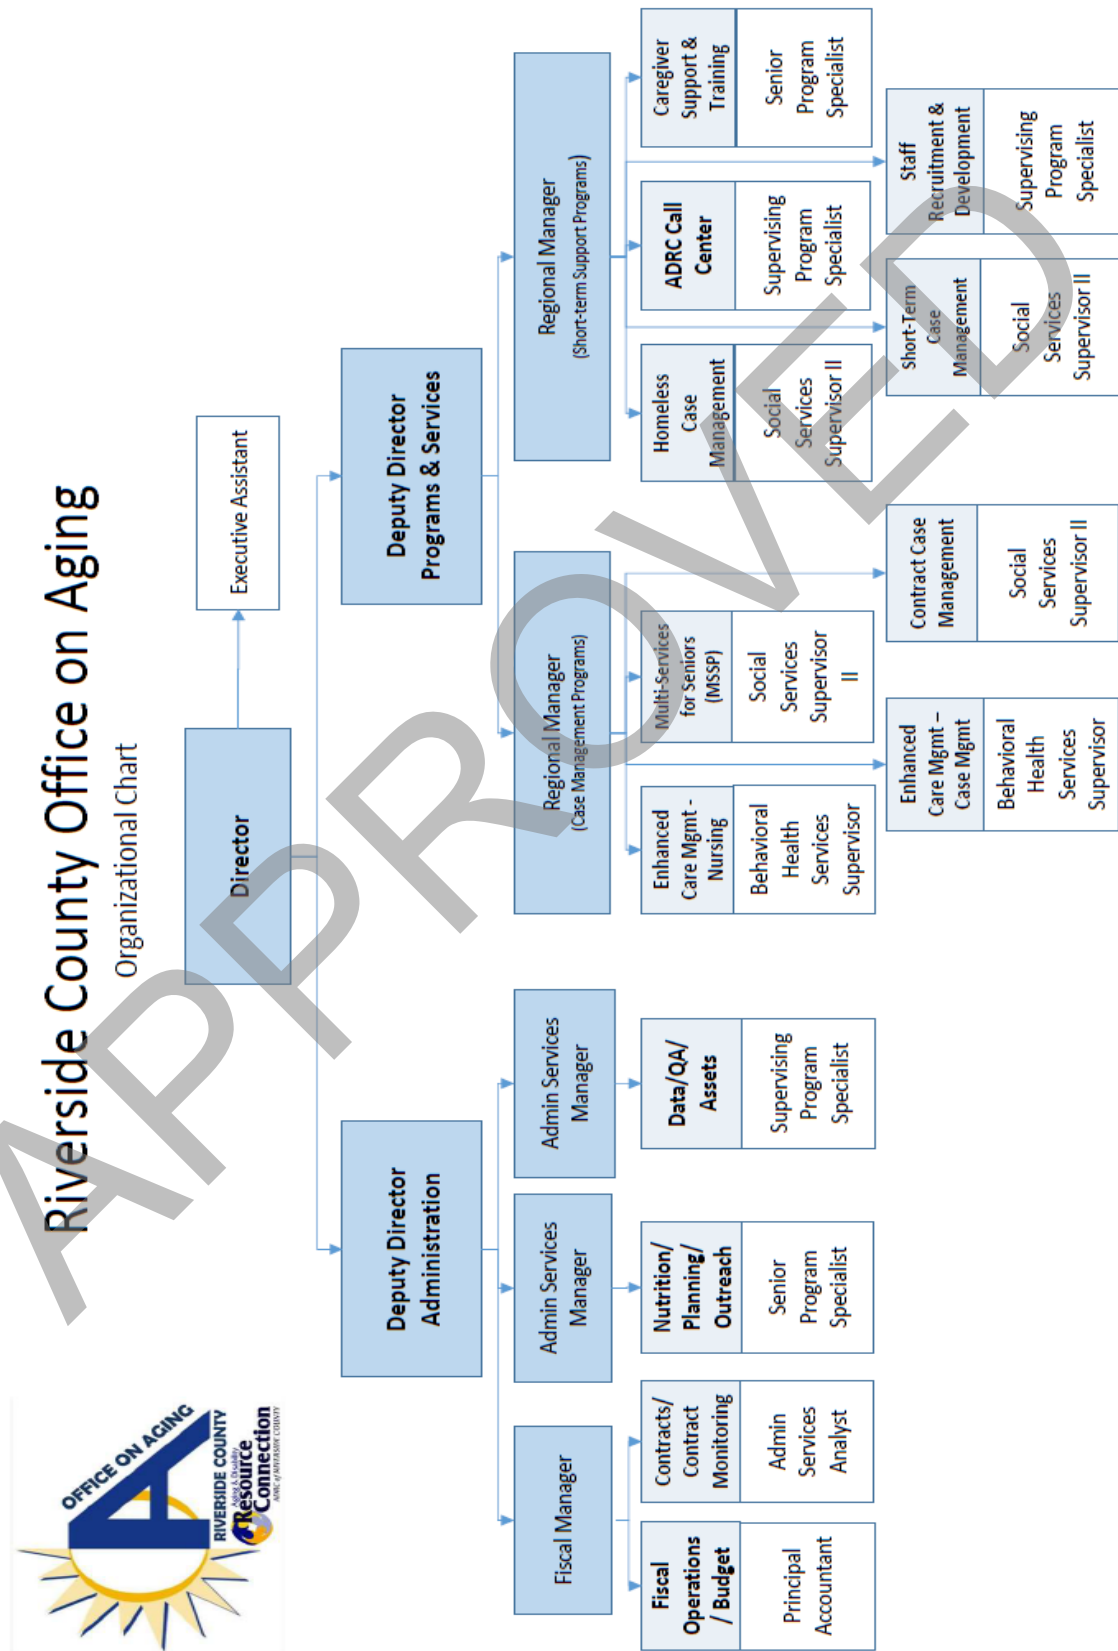 OFFICE ON AGING
RIVERSIDE COUNTY
Aging & Disability
Resource
Connection
ADRC of RIVERSIDE COUNTY
Riverside County Office on Aging
Organizational Chart
Director
Executive Assistant
Deputy Director
Administration
Deputy Director
Programs & Services
Fiscal Manager
Admin Services
Manager
Admin Services
Manager
Regional Manager
(Case Management Programs)
Regional Manager
(Short-term Support Programs)
Fiscal
Operations
/ Budget
Principal
Accountant
Contracts/
Contract
Monitoring
Admin
Services
Analyst
Nutrition/
Planning/
Outreach
Senior
Program
Specialist
Data/QA/
Assets
Supervising
Program
Specialist
Enhanced
Care Mgmt -
Nursing
Behavioral
Health
Services
Supervisor
Multi-Services
for Seniors
(MSSP)
Social
Services
Supervisor
II
Homeless
Case
Management
Social
Services
Supervisor II
ADRC Call
Center
Supervising
Program
Specialist
Caregiver
Support &
Training
Senior
Program
Specialist
Enhanced
Care Mgmt –
Case Mgmt
Behavioral
Health
Services
Supervisor
Contract Case
Management
Social
Services
Supervisor II
Short-Term
Case
Management
Social
Services
Supervisor II
Staff
Recruitment &
Development
Supervising
Program
Specialist
APPROVED